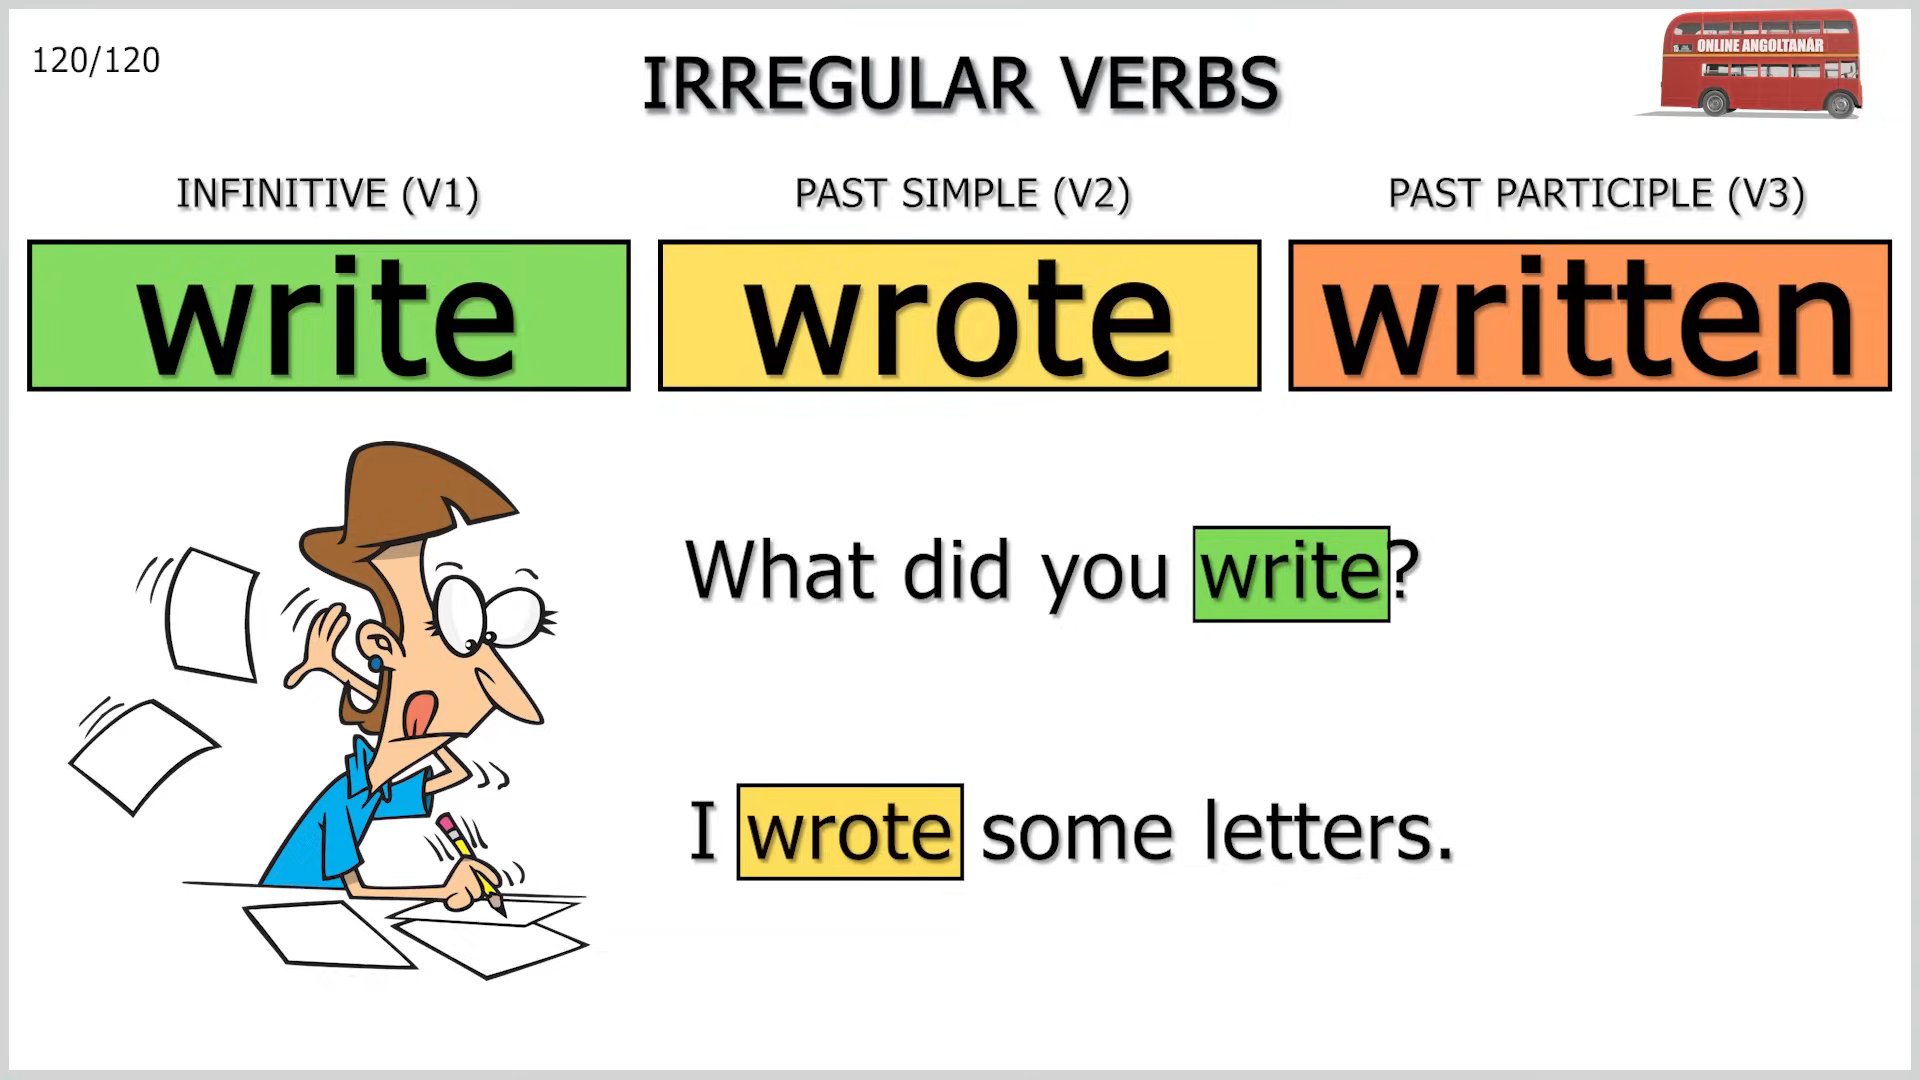 120/120
IRREGULAR VERBS
ONLINE ANGOLTANÁR
INFINITIVE (V1)
PAST SIMPLE (V2)
PAST PARTICIPLE (V3)
write
wrote
written
What did you write?
I wrote some letters.